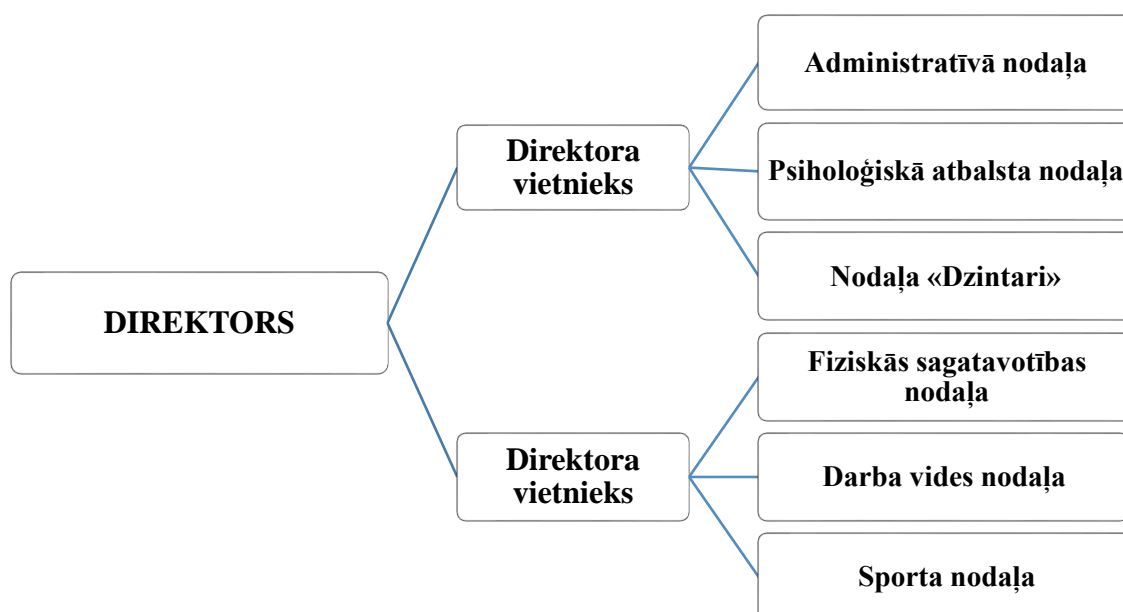 DIREKTORS
Direktora
vietnieks
Administratīvā nodaļa
Psiholoģiskā atbalsta nodaļa
Nodaļa «Dzintari»
Direktora
vietnieks
Fiziskās sagatavotības
nodaļa
Darba vides nodaļa
Sporta nodaļa